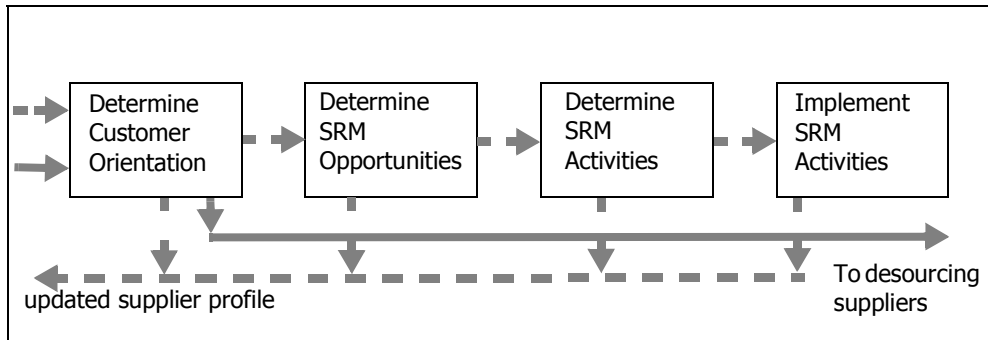 Determine
Customer
Orientation
Determine
SRM
Opportunities
Determine
SRM
Activities
Implement
SRM
Activities
updated supplier profile
To desourcing
suppliers